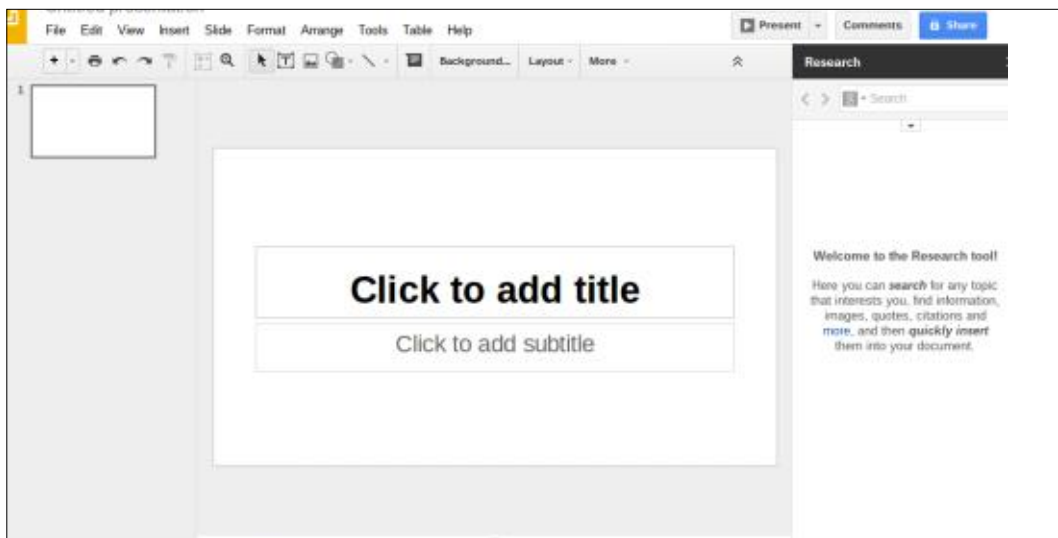 Untitled presentation
File Edit View Insert Slide Format Arrange Tools Table Help
Present Comments Share
Background... Layout More
Research
1
Search
Welcome to the Research tool!
Here you can search for any topic
that interests you, find information,
images, quotes, citations and
more, and then quickly insert
them into your document.
Click to add title
Click to add subtitle